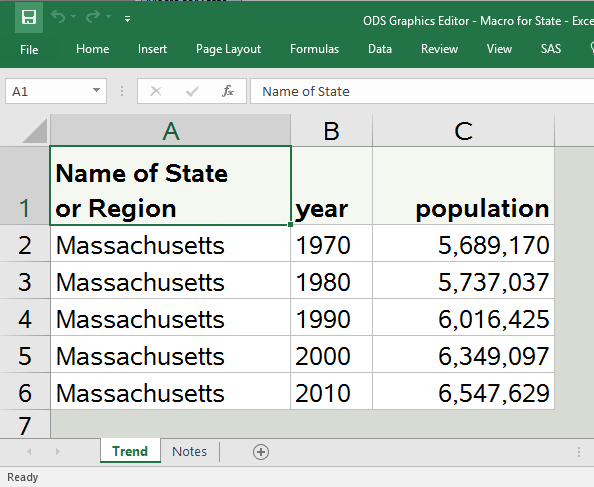 ODS Graphics Editor - Macro for State - Exce
File Home Insert Page Layout Formulas Data Review View SAS
A1 fx Name of State
A B C
Name of State
1 or Region year population
2 Massachusetts 1970 5,689,170
3 Massachusetts 1980 5,737,037
4 Massachusetts 1990 6,016,425
5 Massachusetts 2000 6,349,097
6 Massachusetts 2010 6,547,629
7
Trend Notes
Ready